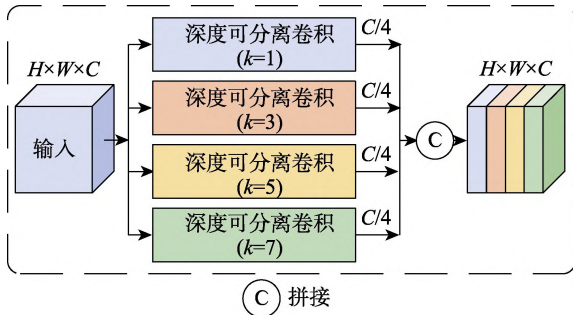 H×W×C
输入
深度可分离卷积
(k=1)
C/4
深度可分离卷积
(k=3)
C/4
深度可分离卷积
(k=5)
C/4
深度可分离卷积
(k=7)
C/4
C
H×W×C
C 拼接